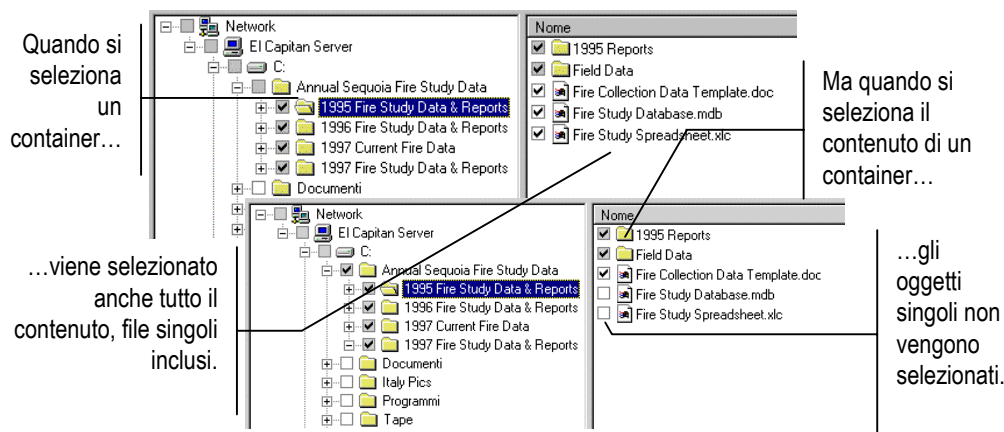 Quando si
seleziona
un
container…
Network
El Capitan Server
C:
Annual Sequoia Fire Study Data
1995 Fire Study Data & Reports
1996 Fire Study Data & Reports
1997 Current Fire Data
1997 Fire Study Data & Reports
Documenti
Nome
1995 Reports
Field Data
Fire Collection Data Template.doc
Fire Study Database.mdb
Fire Study Spreadsheet.xlc
Ma quando si
seleziona il
contenuto di un
container…
…viene selezionato
anche tutto il
contenuto, file singoli
inclusi.
Network
El Capitan Server
C:
Annual Sequoia Fire Study Data
1995 Fire Study Data & Reports
1996 Fire Study Data & Reports
1997 Current Fire Data
1997 Fire Study Data & Reports
Documenti
Italy Pics
Programmi
Tape
Nome
1995 Reports
Field Data
Fire Collection Data Template.doc
Fire Study Database.mdb
Fire Study Spreadsheet.xlc
…gli
oggetti
singoli non
vengono
selezionati.